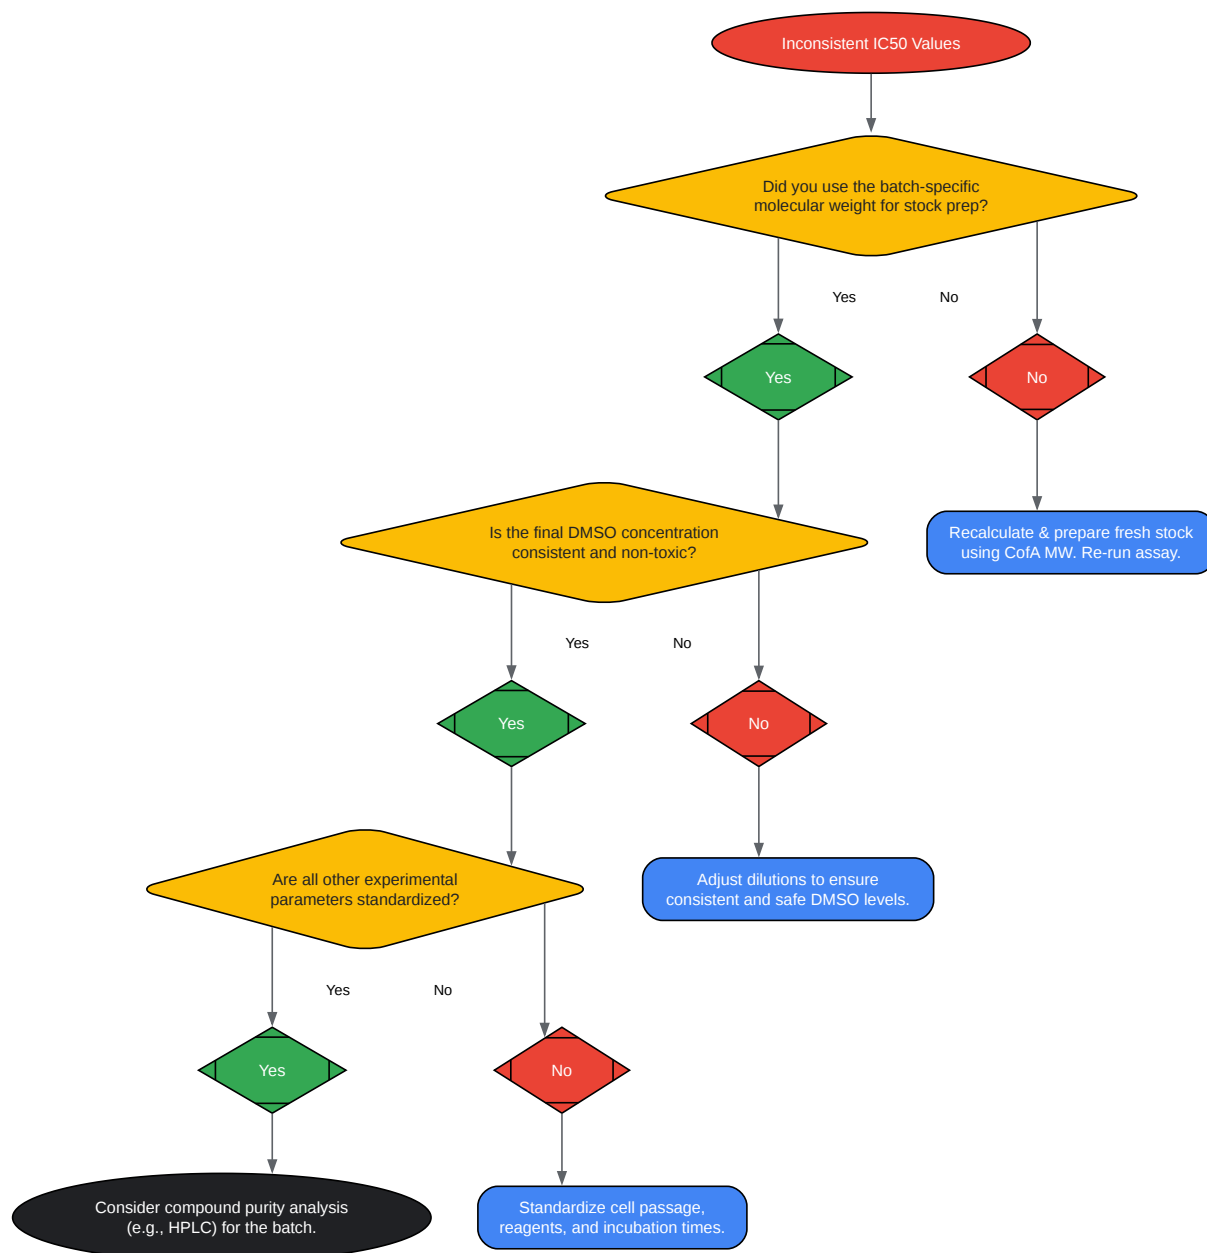 Inconsistent IC50 Values
Did you use the batch-specific
molecular weight for stock prep?
Yes
No
Yes
No
Recalculate & prepare fresh stock
using CofA MW. Re-run assay.
Is the final DMSO concentration
consistent and non-toxic?
Yes
No
Yes
No
Adjust dilutions to ensure
consistent and safe DMSO levels.
Are all other experimental
parameters standardized?
Yes
No
Yes
No
Consider compound purity analysis
(e.g., HPLC) for the batch.
Standardize cell passage,
reagents, and incubation times.